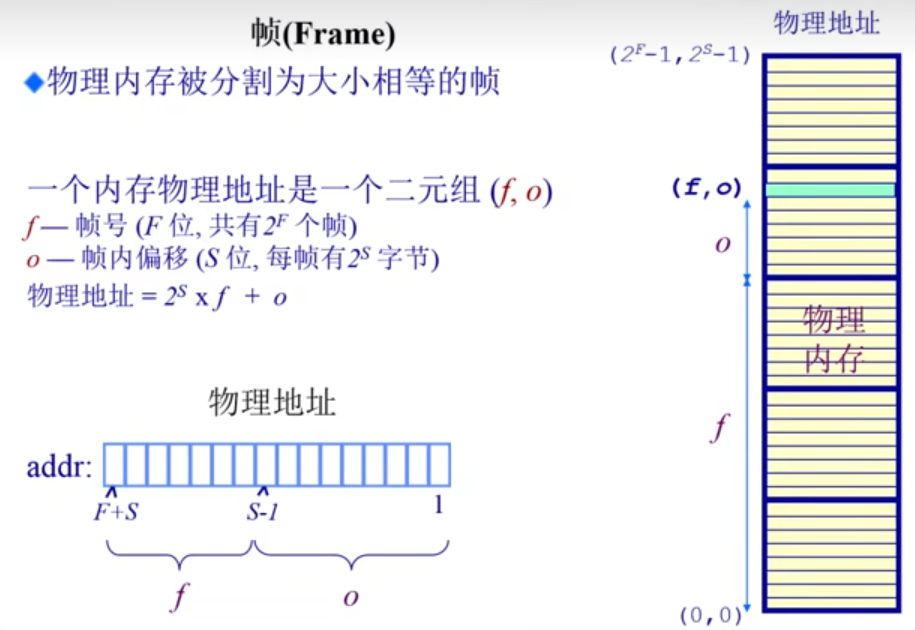 帧(Frame)
◆物理内存被分割为大小相等的帧
一个内存物理地址是一个二元组 (f, o)
f — 帧号 (F 位, 共有2^F 个帧)
o — 帧内偏移 (S 位, 每帧有2^S 字节)
物理地址 = 2^S x f + o
物理地址
addr:
F+S
S-1
1
f
o
物理地址
(2^F-1,2^S-1)
(f,o)
o
物理
内存
f
(0,0)